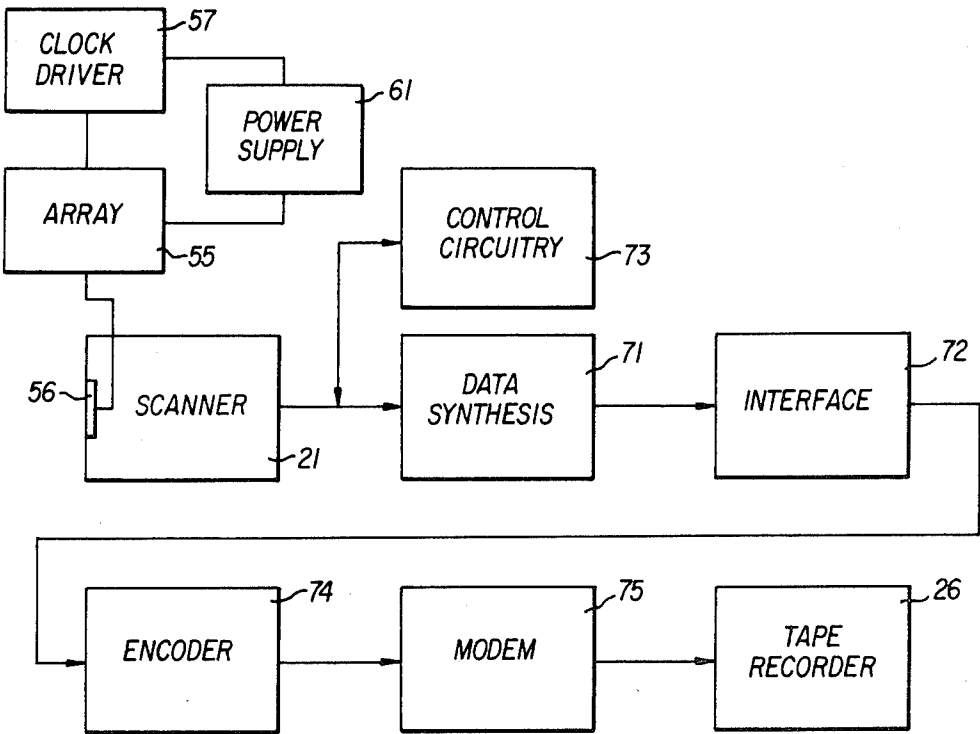 57
CLOCK
DRIVER
61
POWER
SUPPLY
ARRAY
55
CONTROL
CIRCUITRY
73
56
SCANNER
21
71
DATA
SYNTHESIS
72
INTERFACE
74
ENCODER
75
MODEM
26
TAPE
RECORDER